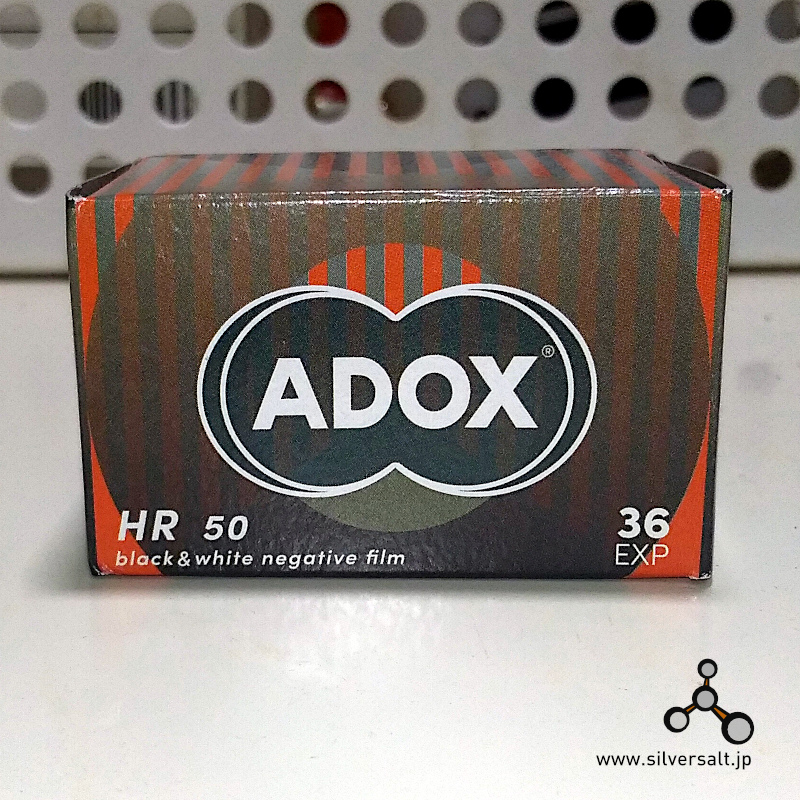 ADOX®
HR 50
black&white negative film
36
EXP
www.silversalt.jp